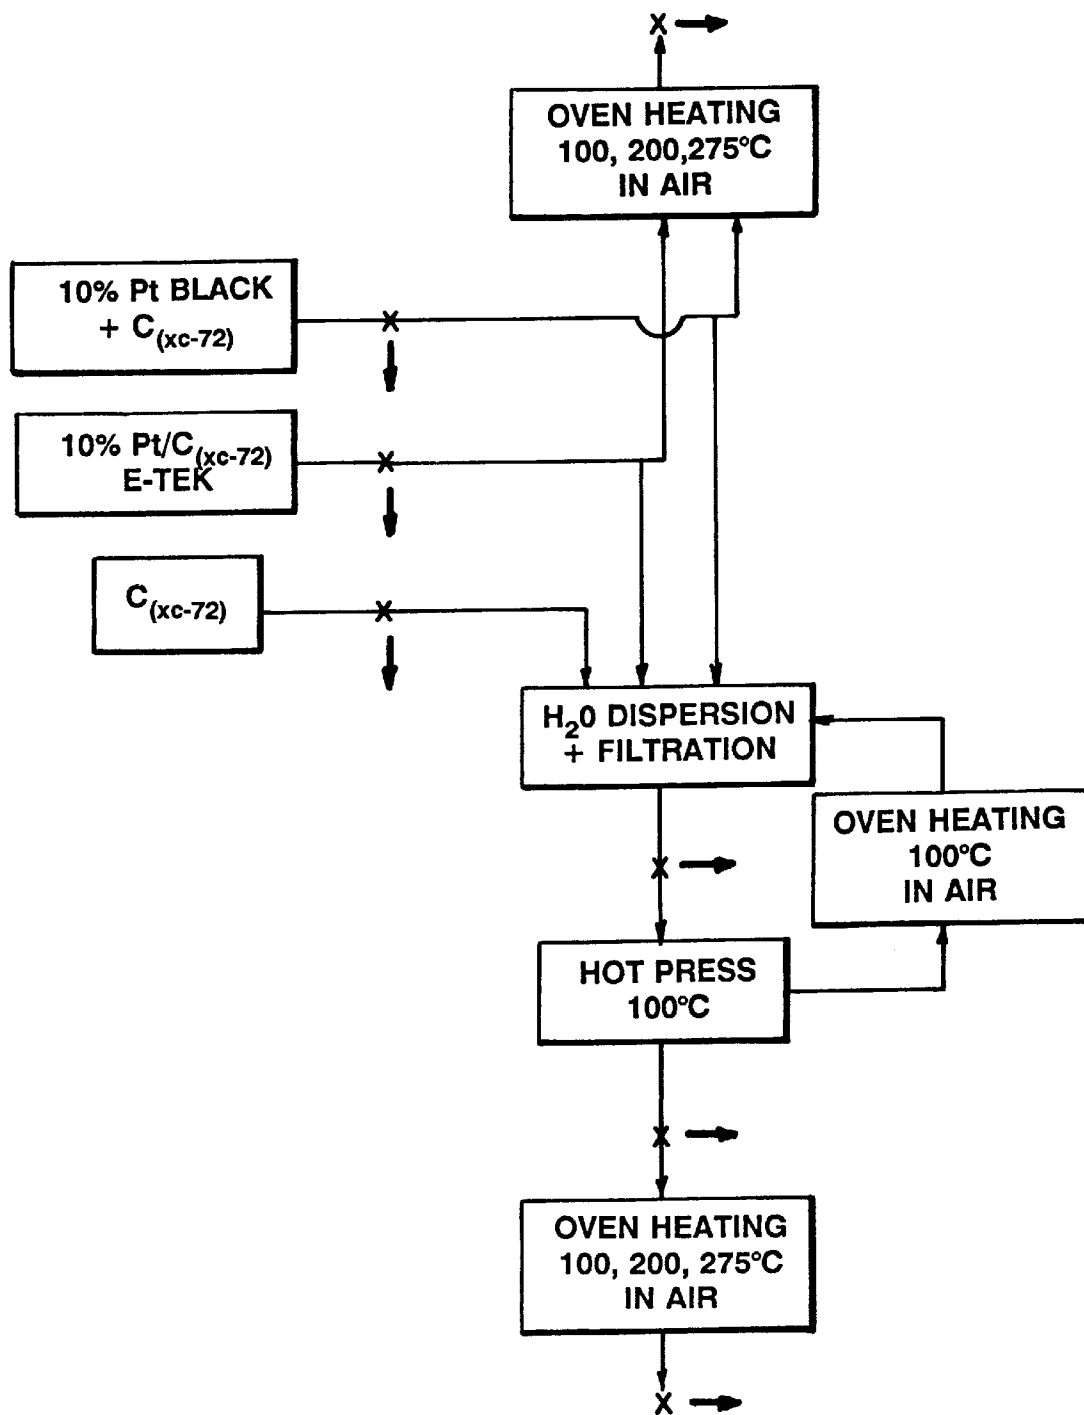 X
OVEN HEATING
100, 200,275°C
IN AIR
10% Pt BLACK
+ C(xc-72)
X
10% Pt/C(xc-72)
E-TEK
X
C(xc-72)
X
H20 DISPERSION
+ FILTRATION
OVEN HEATING
100°C
IN AIR
X
HOT PRESS
100°C
X
OVEN HEATING
100, 200, 275°C
IN AIR
X